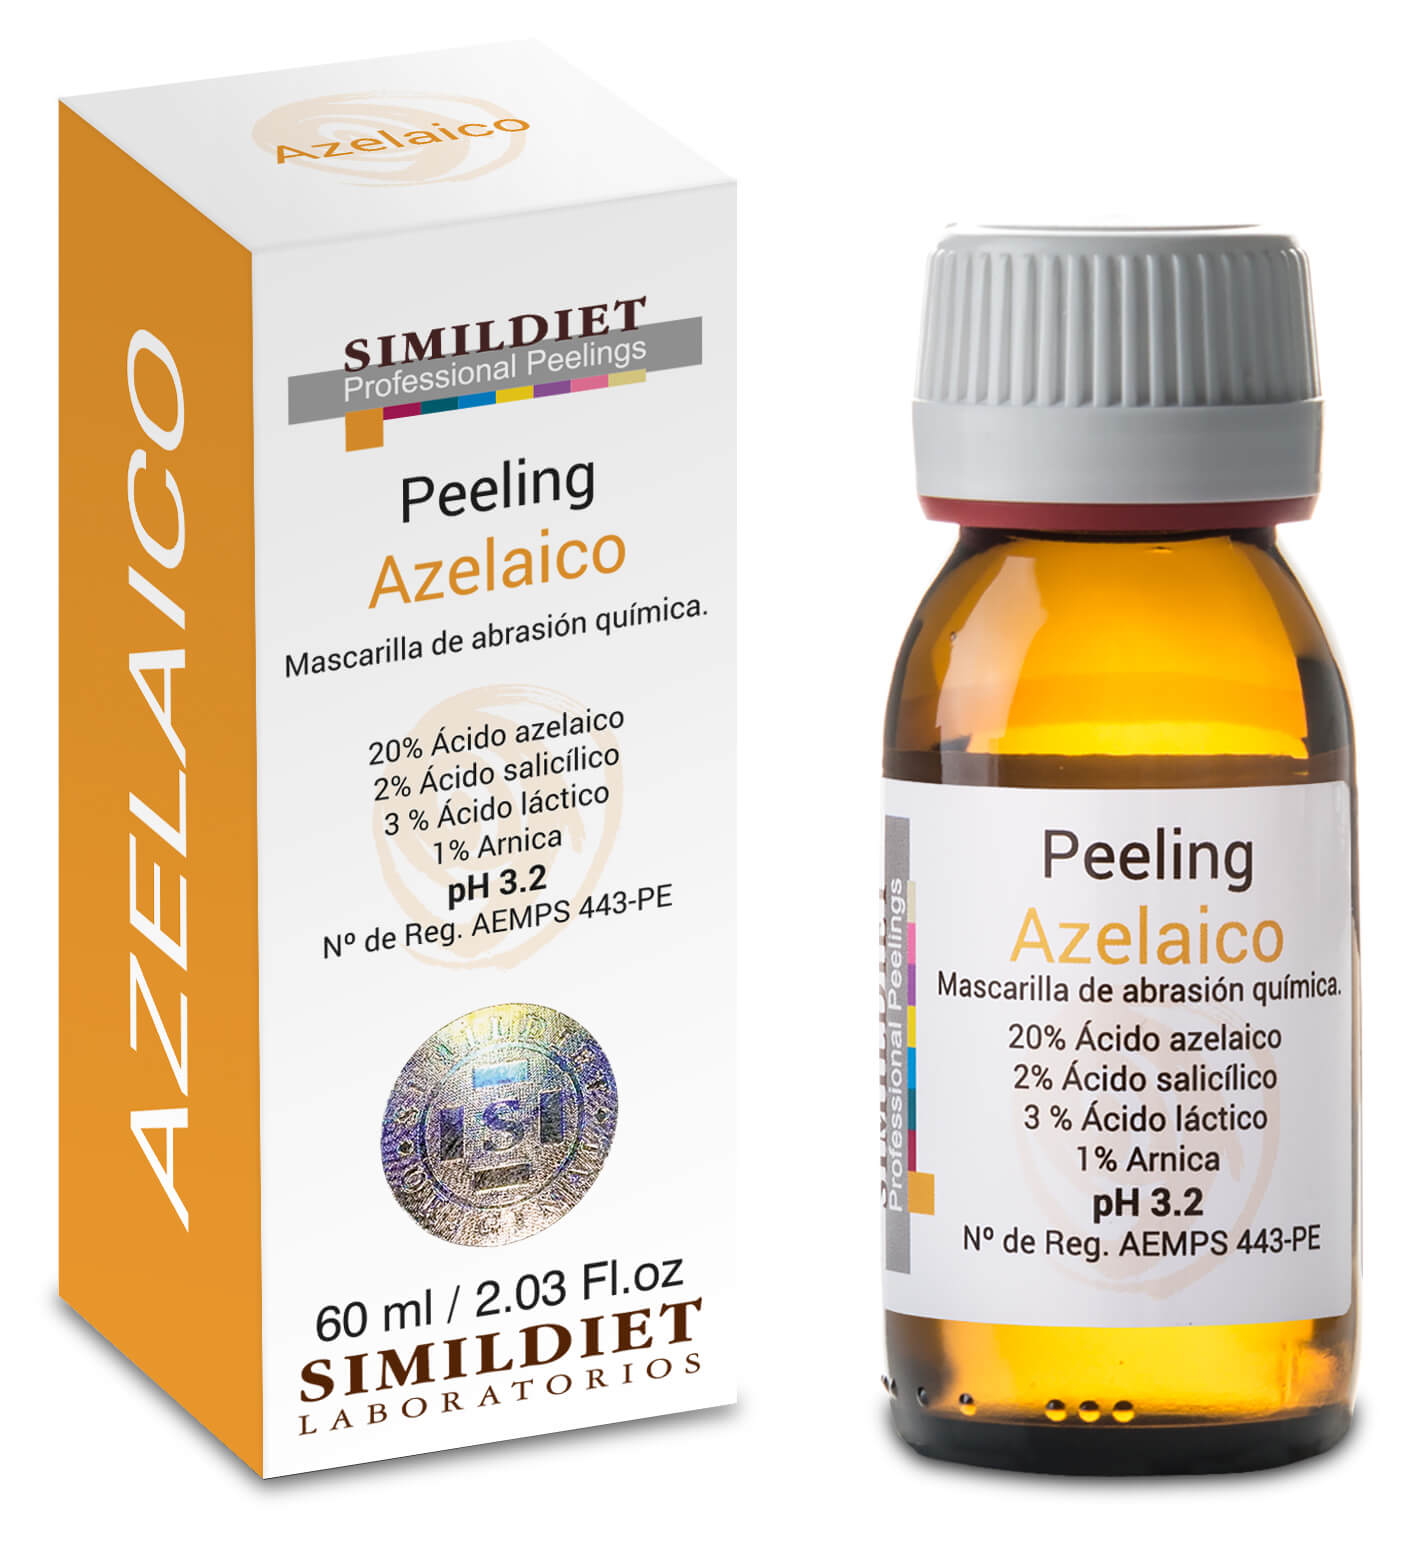 Azelaico
AZELAICO
SIMILDIET
Professional Peelings
Peeling
Azelaico
Mascarilla de abrasión química.
20% Ácido azelaico
2% Ácido salicílico
3 % Ácido láctico
1% Arnica
pH 3.2
Nº de Reg. AEMPS 443-PE
S
60 ml / 2.03 Fl.oz
SIMILDIET
LABORATORIOS
Professional Peelings
Peeling
Azelaico
Mascarilla de abrasión química.
20% Ácido azelaico
2% Ácido salicílico
3 % Ácido láctico
1% Arnica
pH 3.2
Nº de Reg. AEMPS 443-PE